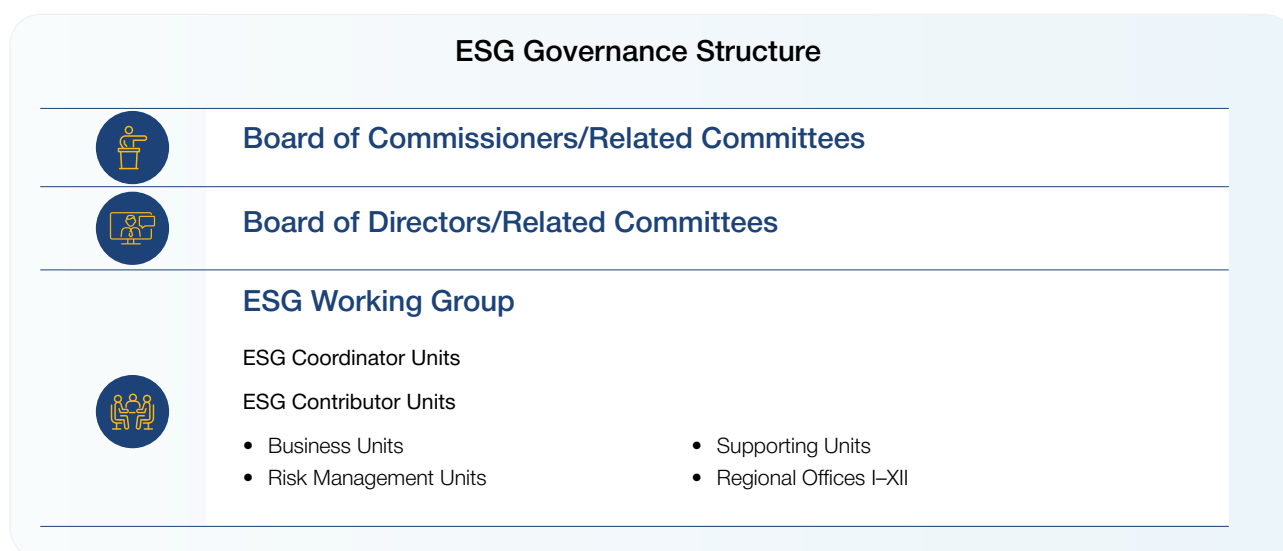 ESG Governance Structure
Board of Commissioners/Related Committees
Board of Directors/Related Committees
ESG Working Group
ESG Coordinator Units
ESG Contributor Units
• Business Units
• Risk Management Units
• Supporting Units
• Regional Offices I–XII